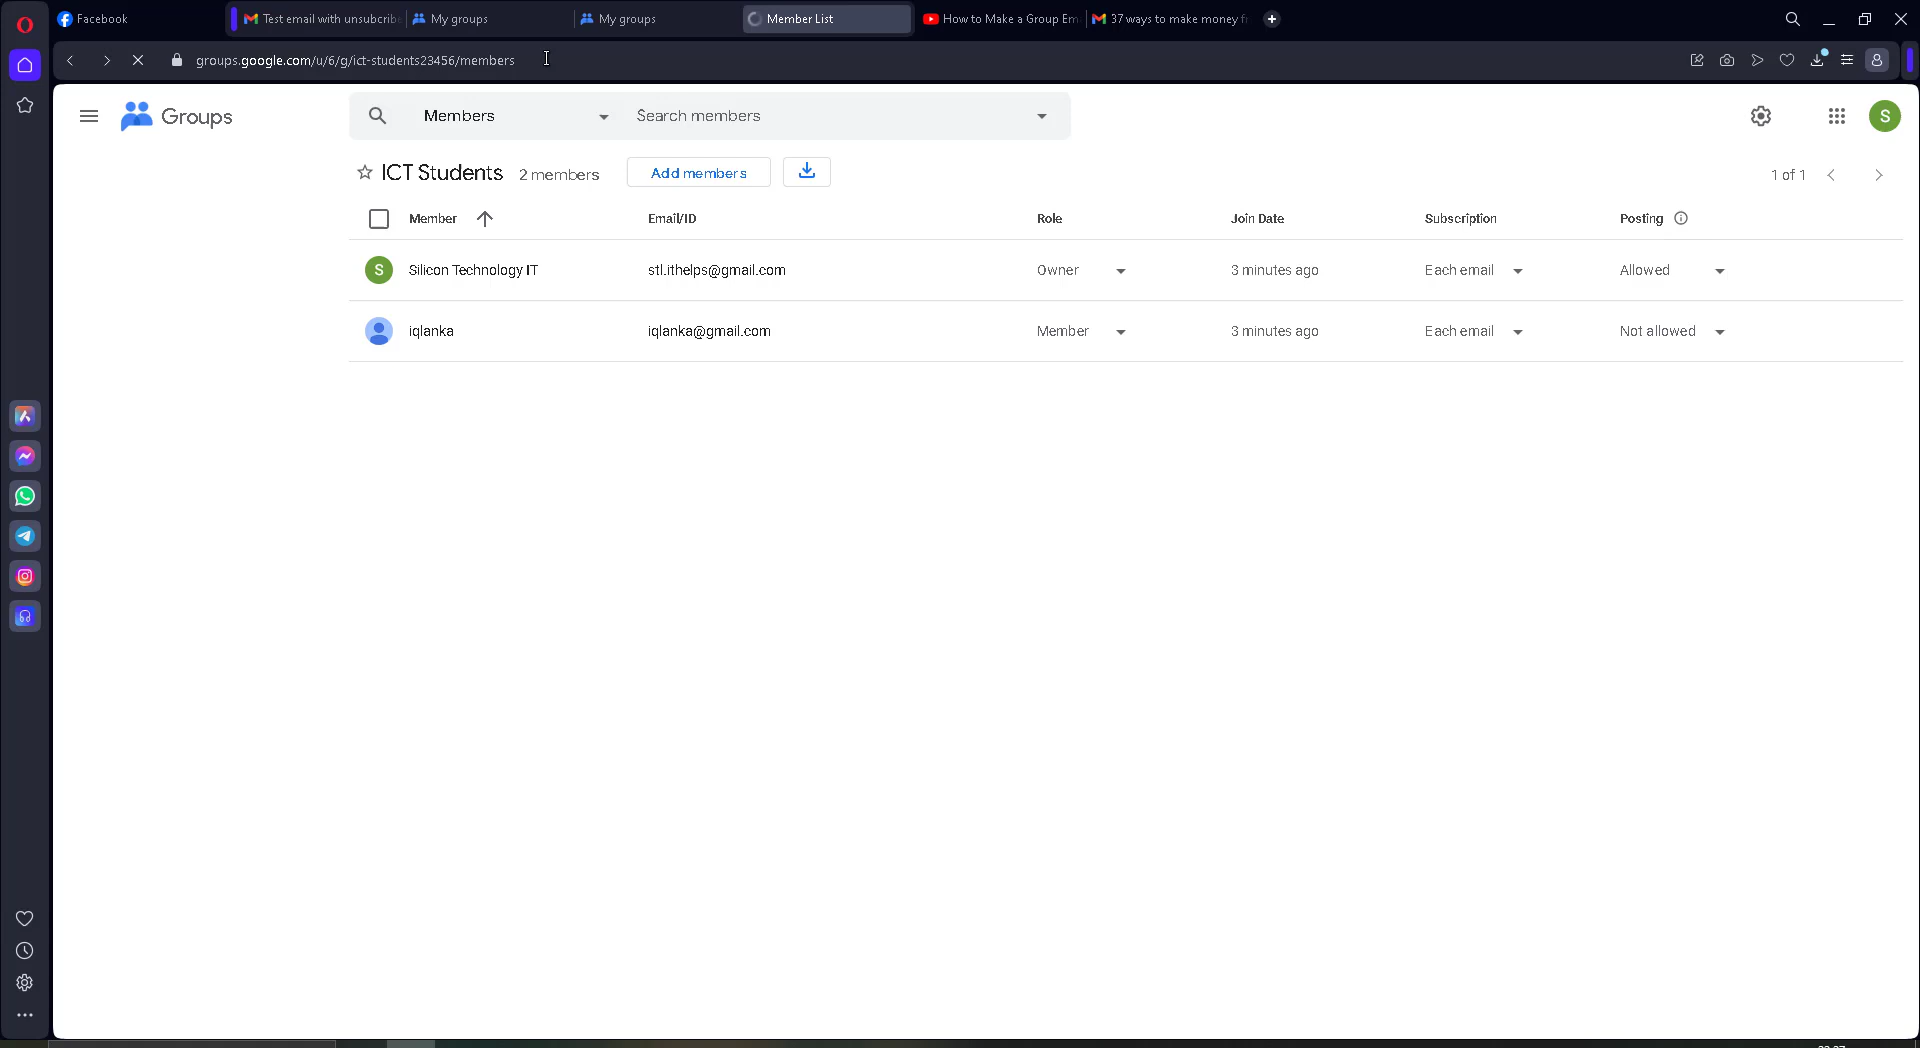 Facebook
Test email with unsubcribe
My groups
My groups
Member List
How to Make a Group Em
37 ways to make money f
groups.google.com/u/6/g/ict-students23456/members
Groups
Members
Search members
S
ICT Students
2 members
Add members
1 of 1
Member
Email/ID
Role
Join Date
Subscription
Posting
S
Silicon Technology IT
stl.ithelps@gmail.com
Owner
3 minutes ago
Each email
Allowed
iqlanka
iqlanka@gmail.com
Member
3 minutes ago
Each email
Not allowed